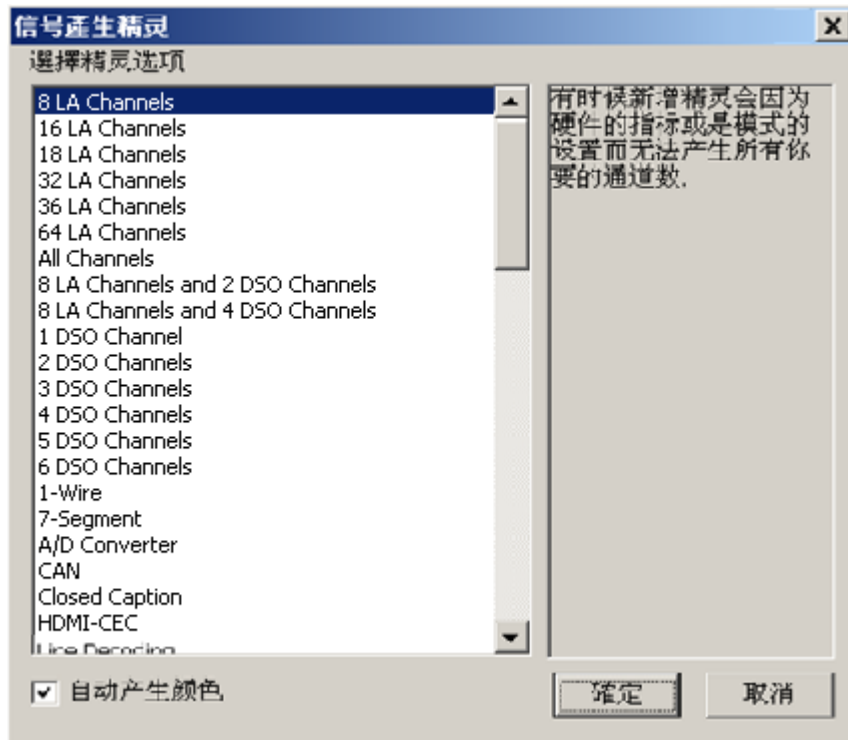 信号產生精灵
選擇精灵选项
8 LA Channels
16 LA Channels
18 LA Channels
32 LA Channels
36 LA Channels
64 LA Channels
All Channels
8 LA Channels and 2 DSO Channels
8 LA Channels and 4 DSO Channels
1 DSO Channel
2 DSO Channels
3 DSO Channels
4 DSO Channels
5 DSO Channels
6 DSO Channels
1-Wire
7-Segment
A/D Converter
CAN
Closed Caption
HDMI-CEC
Line Decoding
有时候新增精灵会因为
硬件的指标或是模式的
设置而无法产生所有你
要的通道数.
自动产生颜色
确定
取消